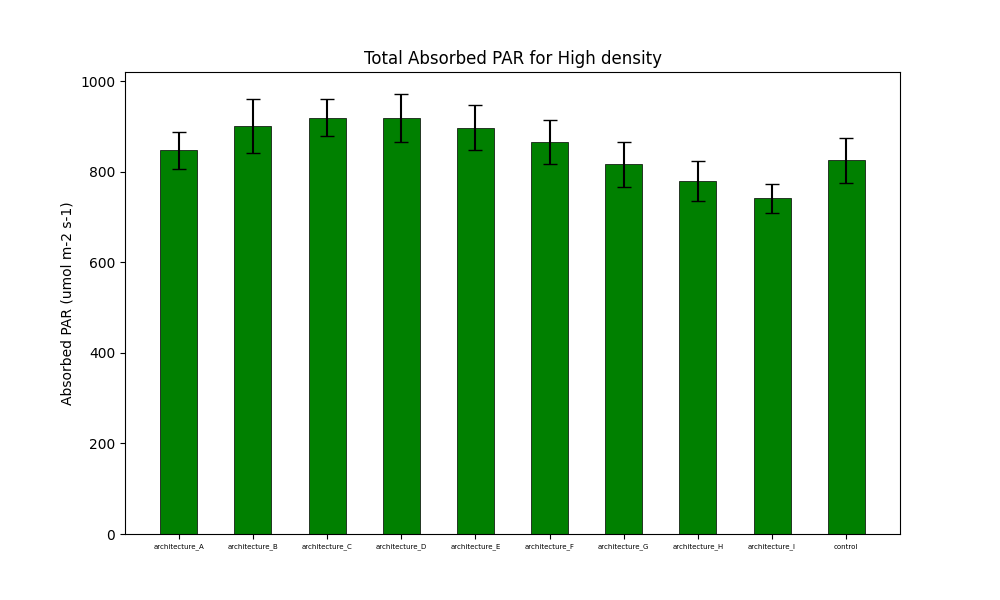 Total Absorbed PAR for High density
Absorbed PAR (umol m-2 s-1)
1000
800
600
400
200
0
architecture_A architecture_B architecture_C architecture_D architecture_E architecture_F architecture_G architecture_H architecture_I control